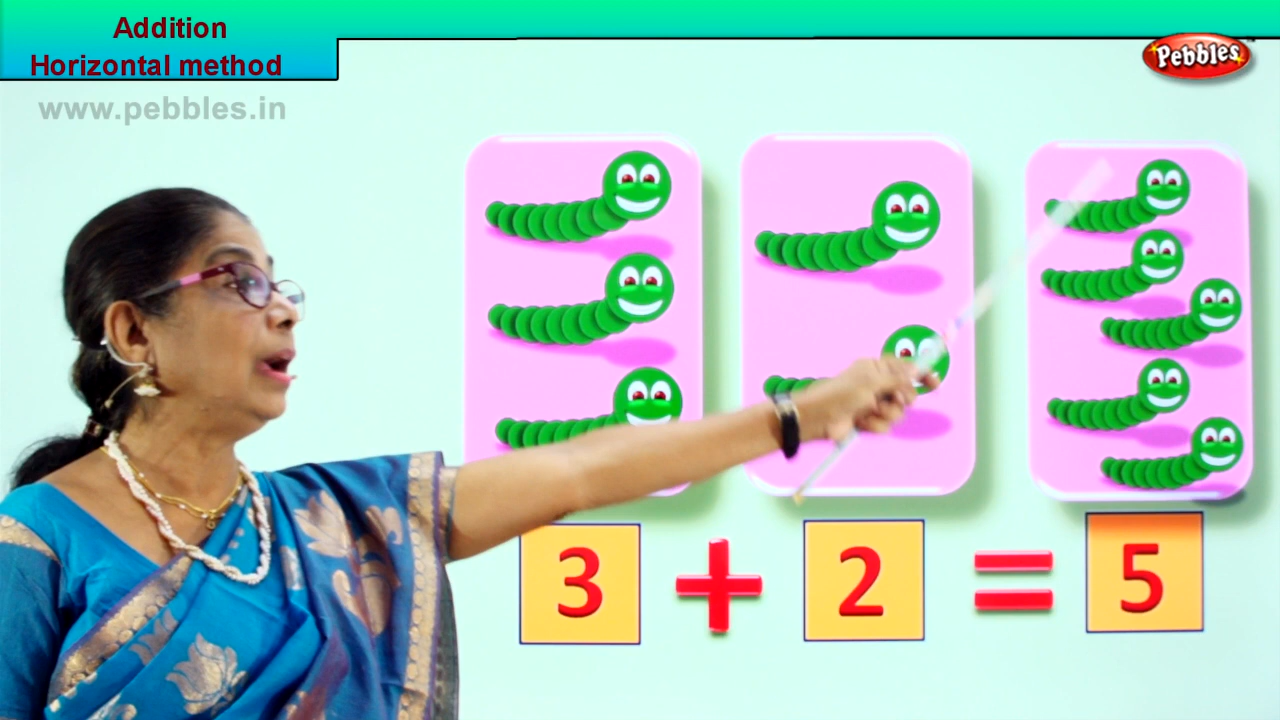 Addition
Horizontal method
Pebbles
www.pebbles.in
3 + 2 = 5